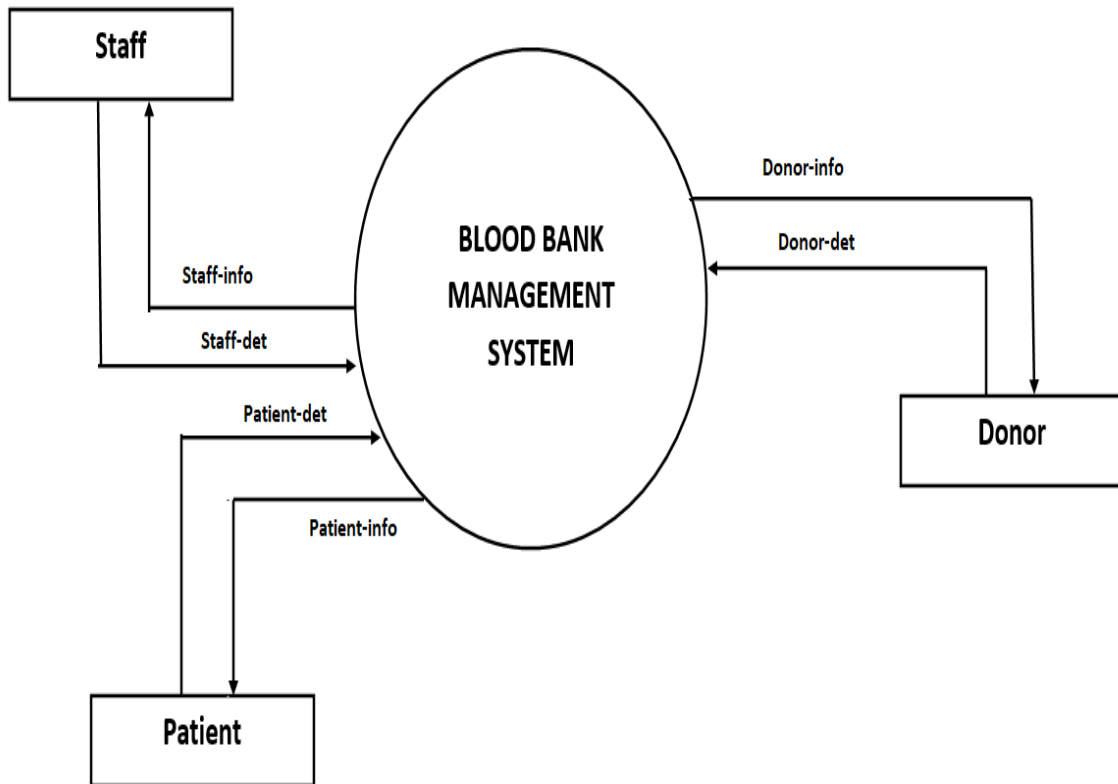 Staff
Donor-info
BLOOD BANK
MANAGEMENT
SYSTEM
Donor-det
Staff-info
Staff-det
Patient-det
Donor
Patient-info
Patient